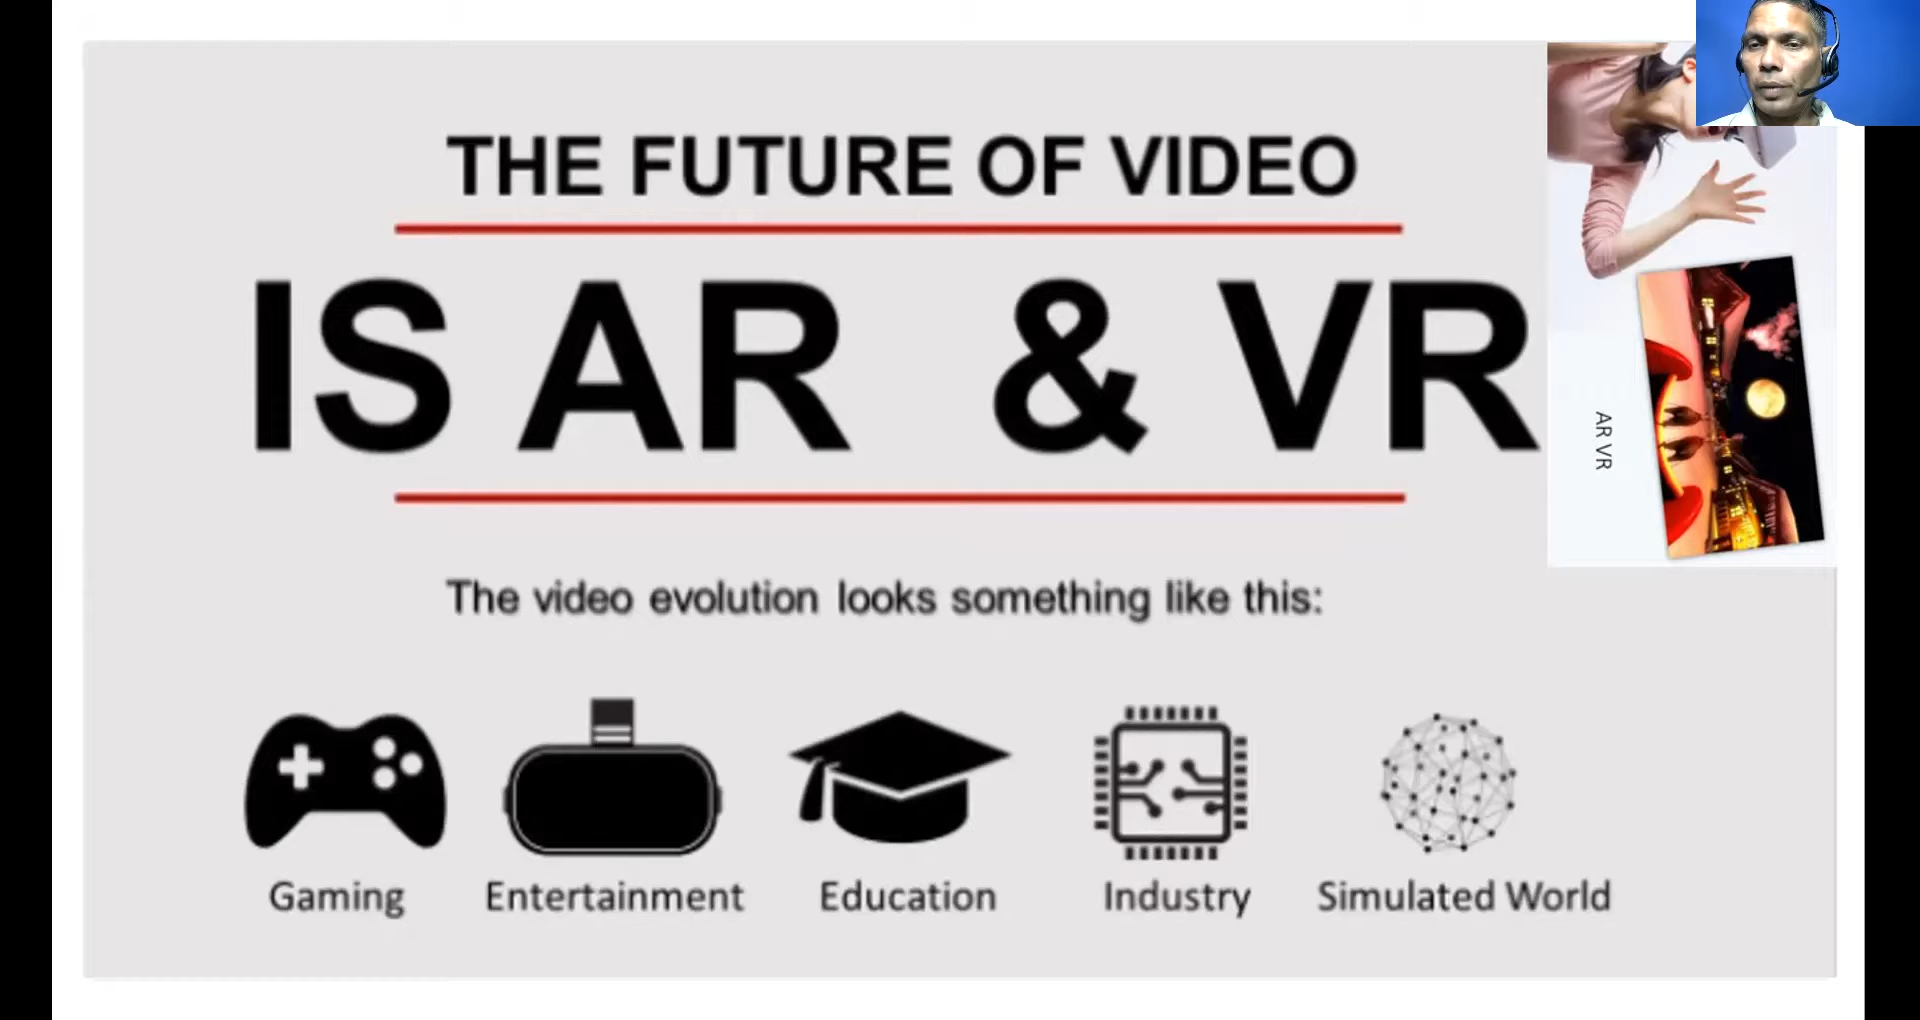 THE FUTURE OF VIDEO
IS AR & VR
AR VR
The video evolution looks something like this:
Gaming
Entertainment
Education
Industry
Simulated World